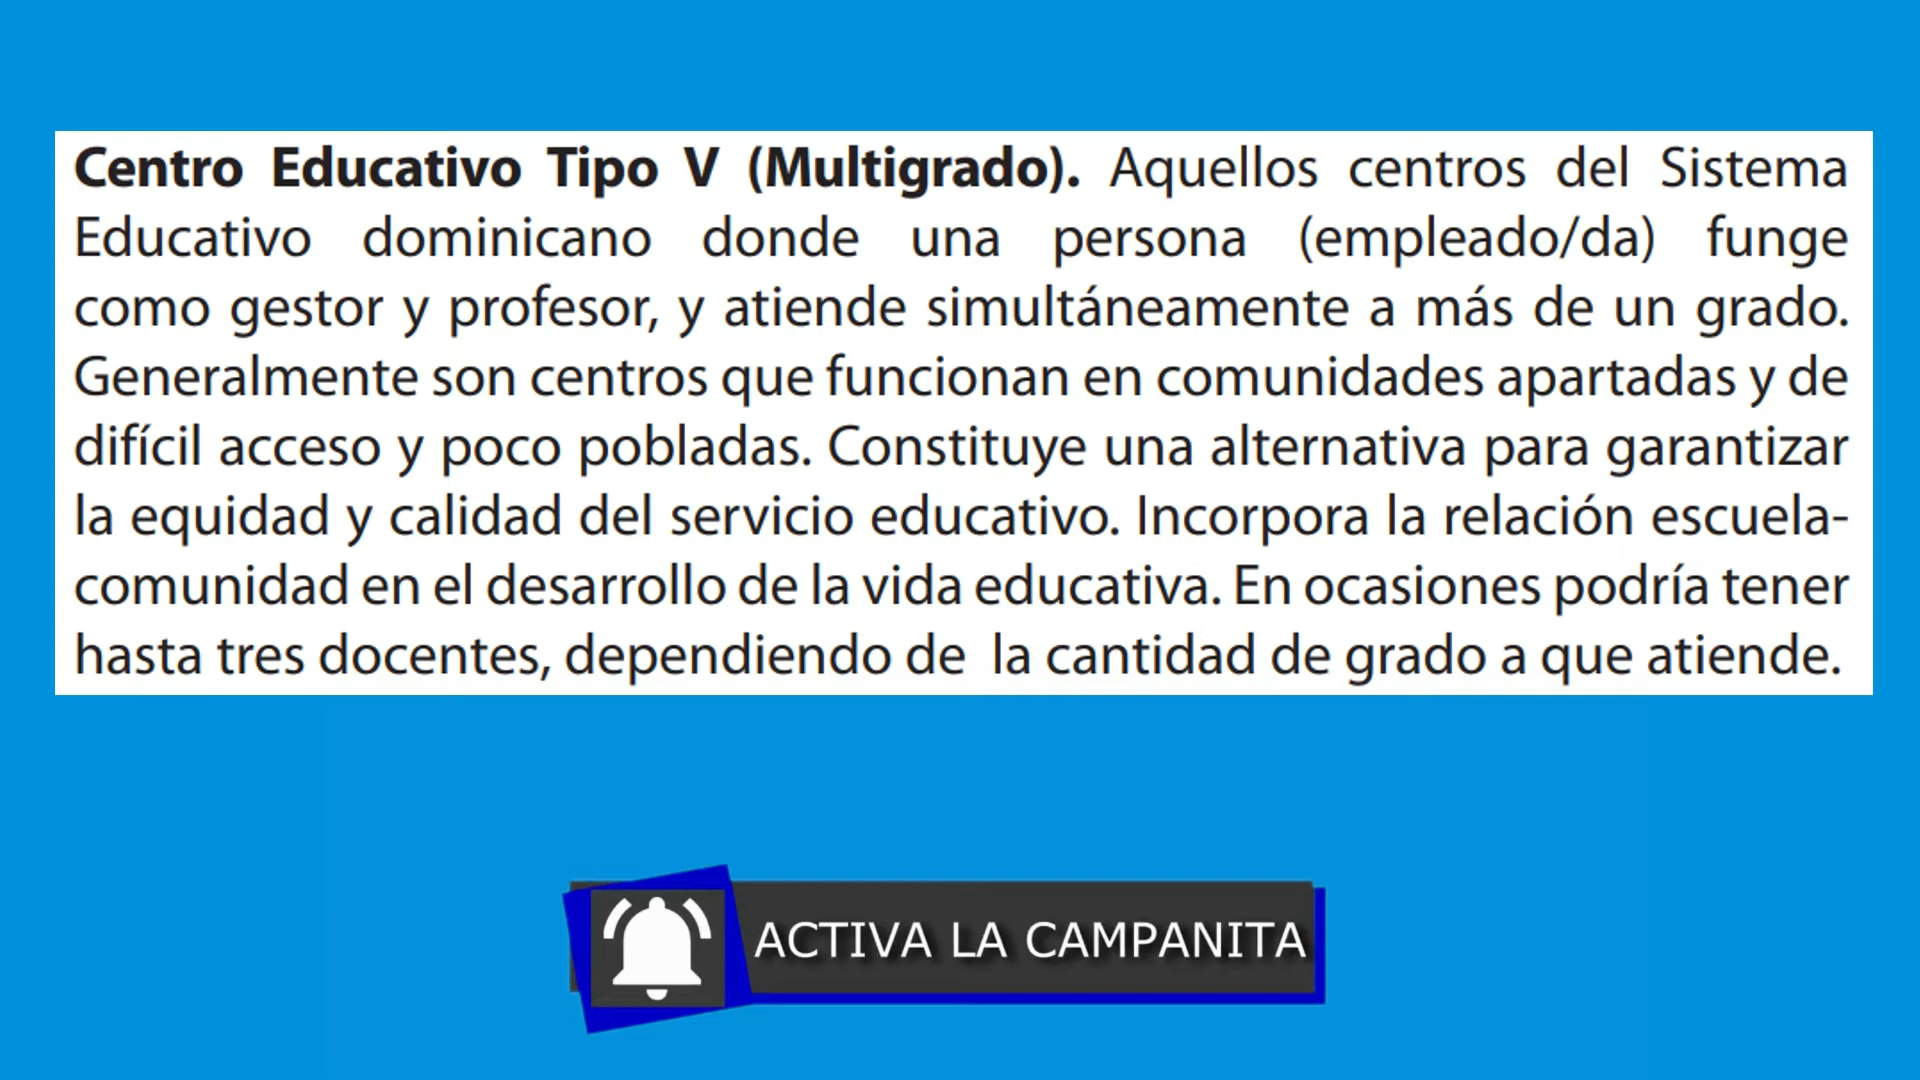 Centro Educativo Tipo V (Multigrado). Aquellos centros del Sistema
Educativo dominicano donde una persona (empleado/da) funge
como gestor y profesor, y atiende simultáneamente a más de un grado.
Generalmente son centros que funcionan en comunidades apartadas y de
difícil acceso y poco pobladas. Constituye una alternativa para garantizar
la equidad y calidad del servicio educativo. Incorpora la relación escuela-
comunidad en el desarrollo de la vida educativa. En ocasiones podría tener
hasta tres docentes, dependiendo de la cantidad de grado a que atiende.
ACTIVA LA CAMPANITA